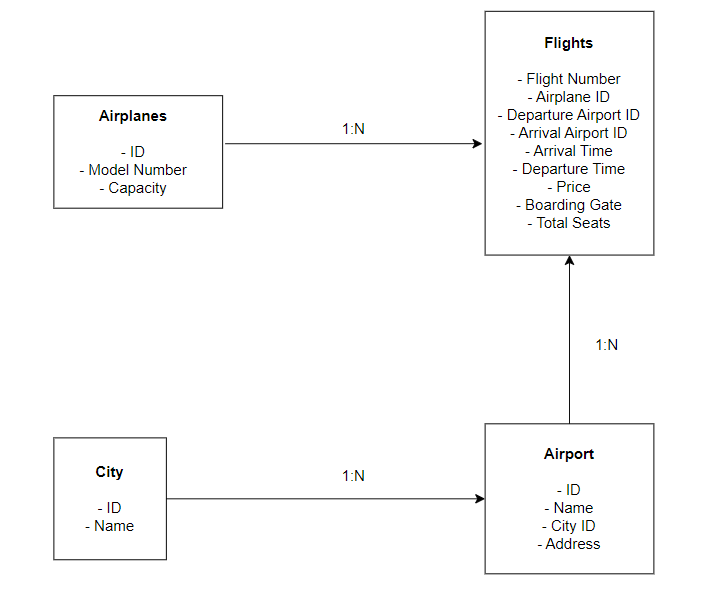 Airplanes
- ID
- Model Number
- Capacity
1:N
Flights
- Flight Number
- Airplane ID
- Departure Airport ID
- Arrival Airport ID
- Arrival Time
- Departure Time
- Price
- Boarding Gate
- Total Seats
1:N
City
- ID
- Name
1:N
Airport
- ID
- Name
- City ID
- Address